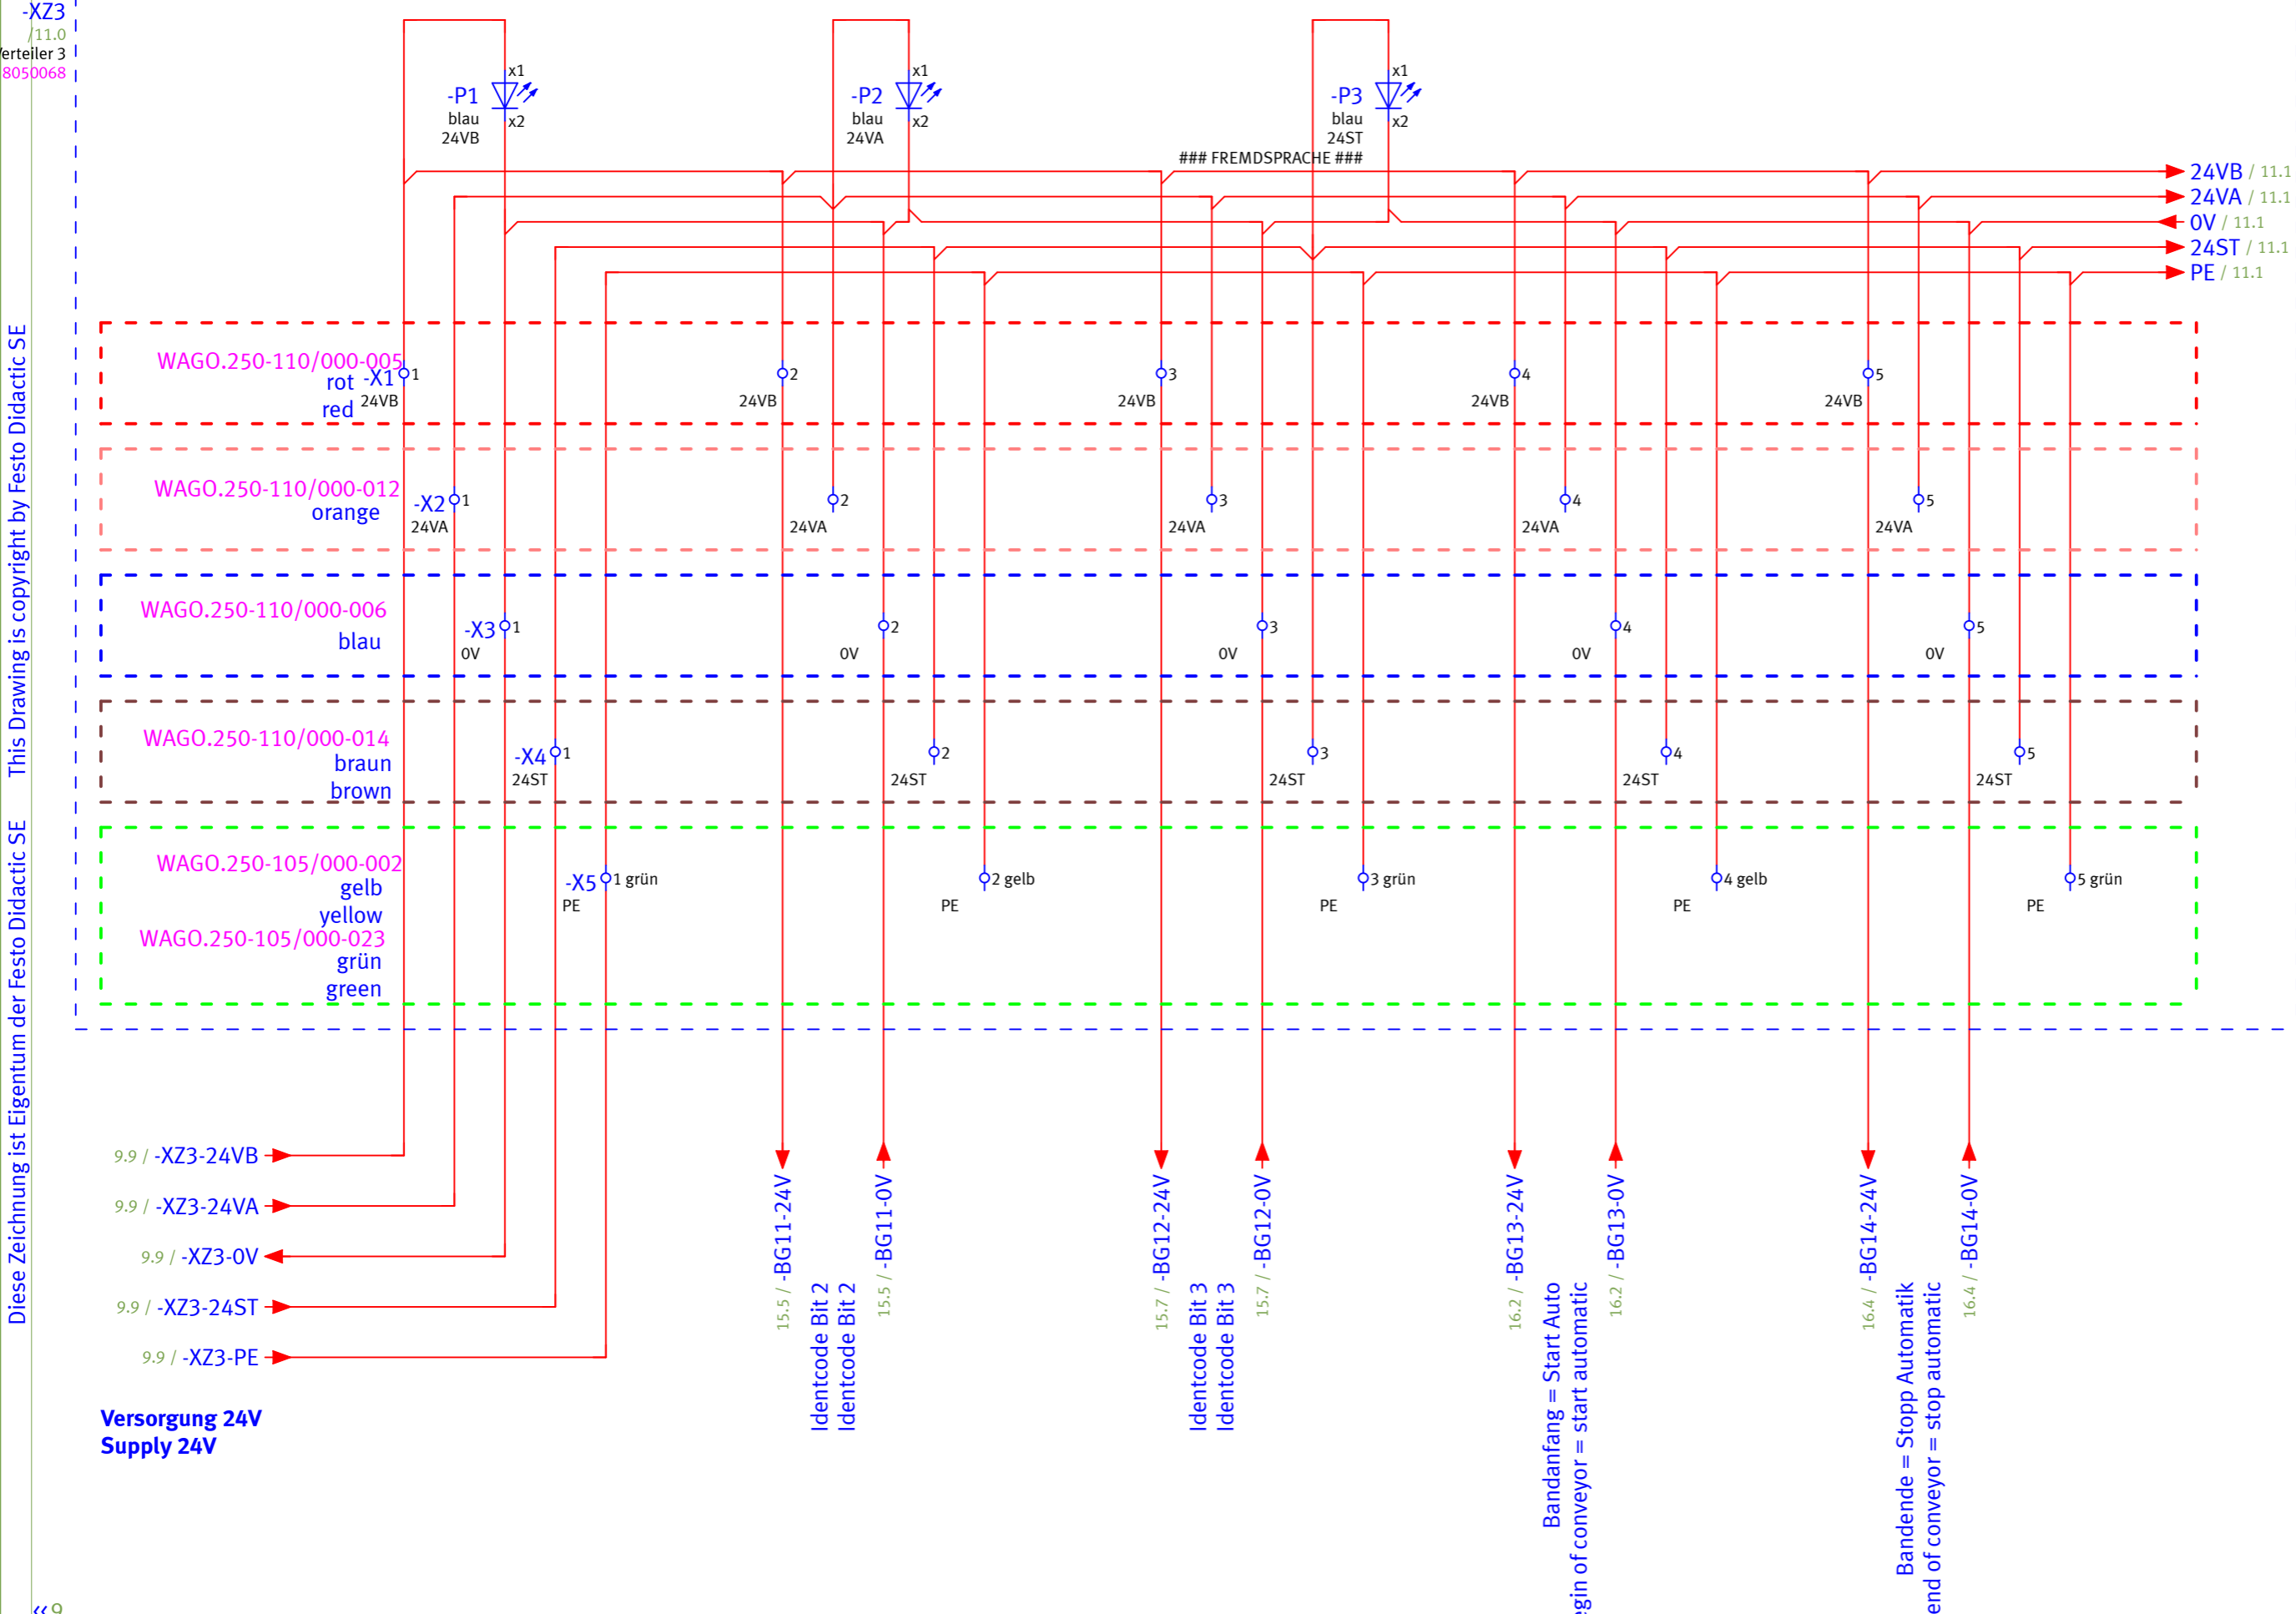 -XZ3
/11.0
erteiler 3
8050068
x1
-P1
blau
24VB
x2
x1
-P2
blau
24VA
x2
x1
-P3
blau
24ST
x2
### FREMDSPRACHE ###
24VB / 11.1
24VA / 11.1
0V / 11.1
24ST / 11.1
PE / 11.1
WAGO.250-110/000-005
rot
red
-X1
1
24VB
2
24VB
3
24VB
4
24VB
5
24VB
WAGO.250-110/000-012
orange
-X2
1
24VA
2
24VA
3
24VA
4
24VA
5
24VA
WAGO.250-110/000-006
blau
-X3
1
0V
2
0V
3
0V
4
0V
5
0V
WAGO.250-110/000-014
braun
brown
-X4
1
24ST
2
24ST
3
24ST
4
24ST
5
24ST
WAGO.250-105/000-002
gelb
yellow
WAGO.250-105/000-023
grün
green
-X5
1 grün
PE
2 gelb
PE
3 grün
PE
4 gelb
PE
5 grün
PE
This Drawing is copyright by Festo Didactic SE
Diese Zeichnung ist Eigentum der Festo Didactic SE
9.9 / -XZ3-24VB
9.9 / -XZ3-24VA
9.9 / -XZ3-0V
9.9 / -XZ3-24ST
9.9 / -XZ3-PE
Versorgung 24V
Supply 24V
15.5 / -BG11-24V
Identcode Bit 2
Identcode Bit 2
15.5 / -BG11-0V
15.7 / -BG12-24V
Identcode Bit 3
Identcode Bit 3
15.7 / -BG12-0V
16.2 / -BG13-24V
Bandanfang = Start Auto
egin of conveyor = start automatic
16.2 / -BG13-0V
16.4 / -BG14-24V
Bandende = Stopp Automatik
end of conveyor = stop automatic
16.4 / -BG14-0V
«9